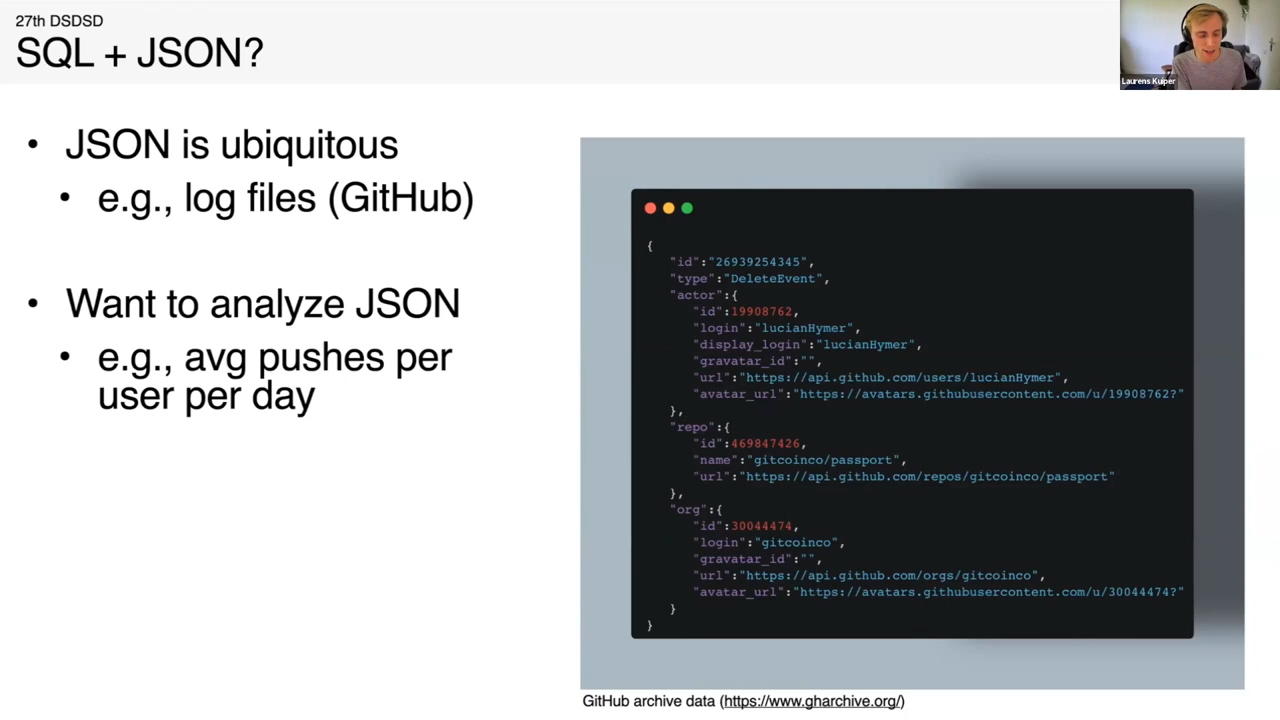 27th DSDSD
SQL + JSON?
Laurens Kuiper
• JSON is ubiquitous
• e.g., log files (GitHub)
• Want to analyze JSON
• e.g., avg pushes per
user per day
{
"id":"26939254345",
"type":"DeleteEvent",
"actor":{
"id":19908762,
"login":"lucianHymer",
"display_login":"lucianHymer",
"gravatar_id":"",
"url":"https://api.github.com/users/lucianHymer",
"avatar_url":"https://avatars.githubusercontent.com/u/19908762?"
},
"repo":{
"id":469847426,
"name":"gitcoinco/passport",
"url":"https://api.github.com/repos/gitcoinco/passport"
},
"org":{
"id":30044474,
"login":"gitcoinco",
"gravatar_id":"",
"url":"https://api.github.com/orgs/gitcoinco",
"avatar_url":"https://avatars.githubusercontent.com/u/30044474?"
}
}
GitHub archive data (https://www.gharchive.org/)